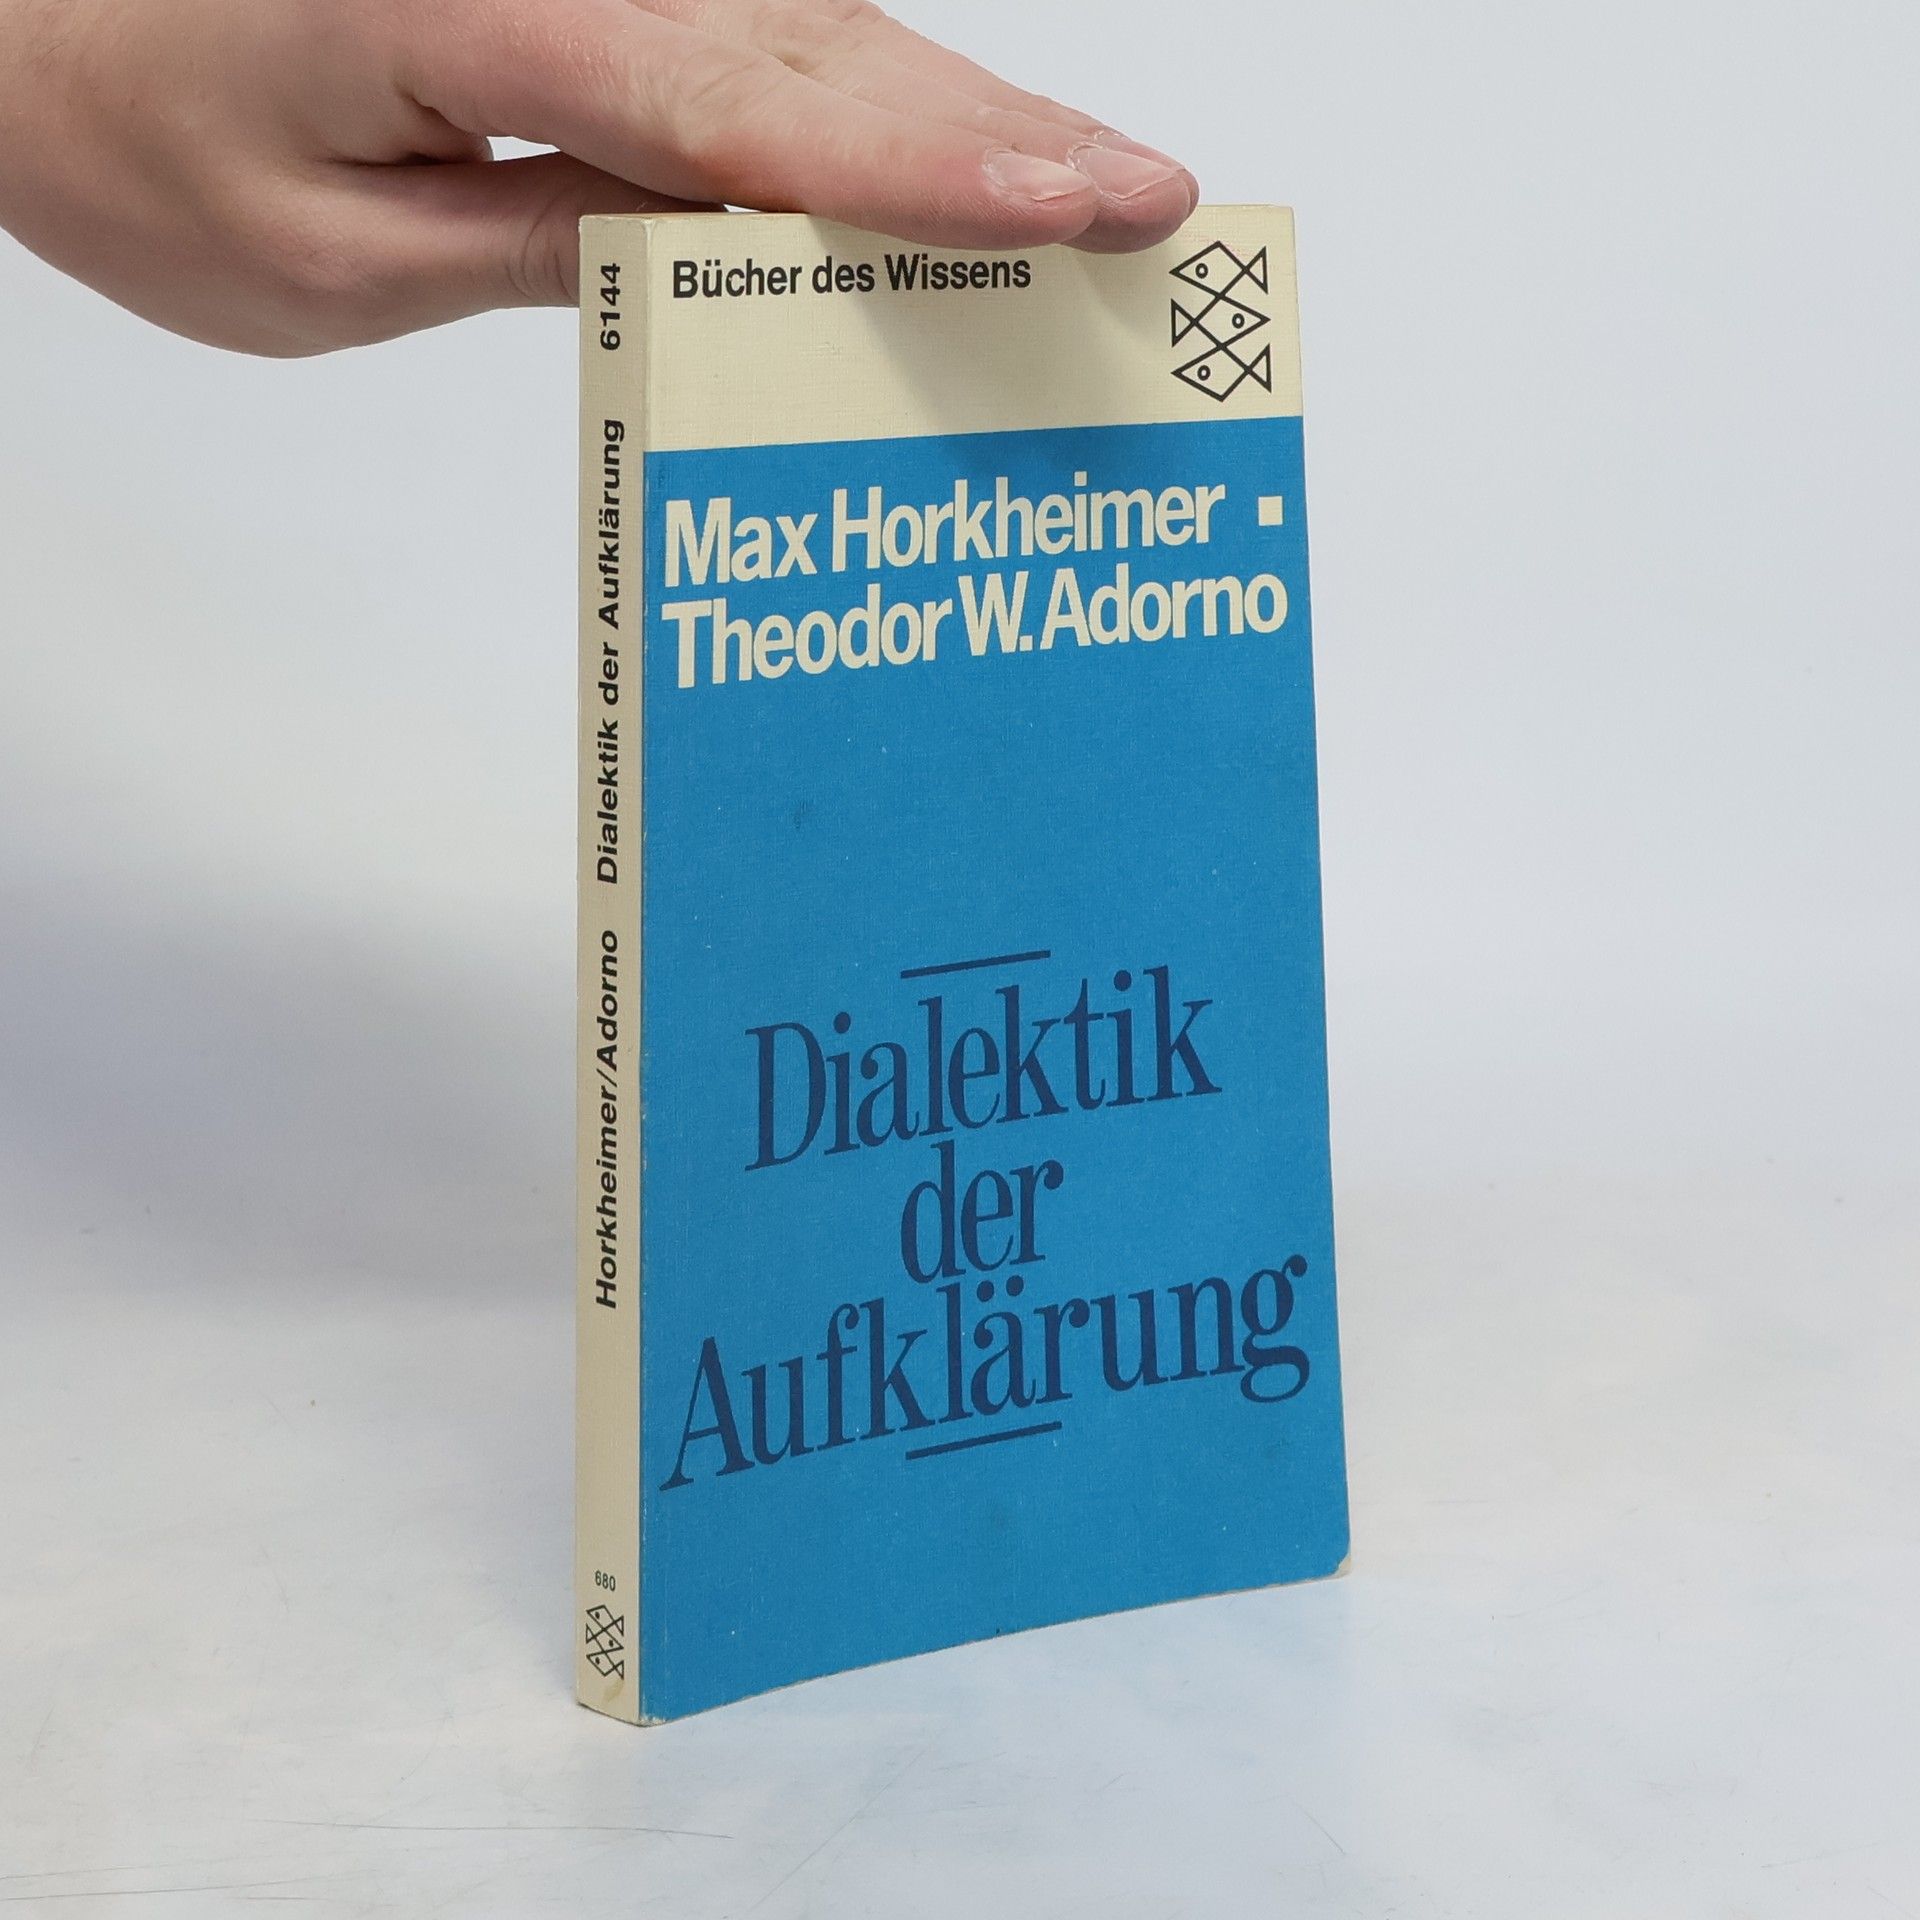 Bücher des Wissens
Max Horkheimer ▪
Theodor W. Adorno
Dialektik
der
Aufklärung
Horkheimer/Adorno Dialektik der Aufklärung 6144
680